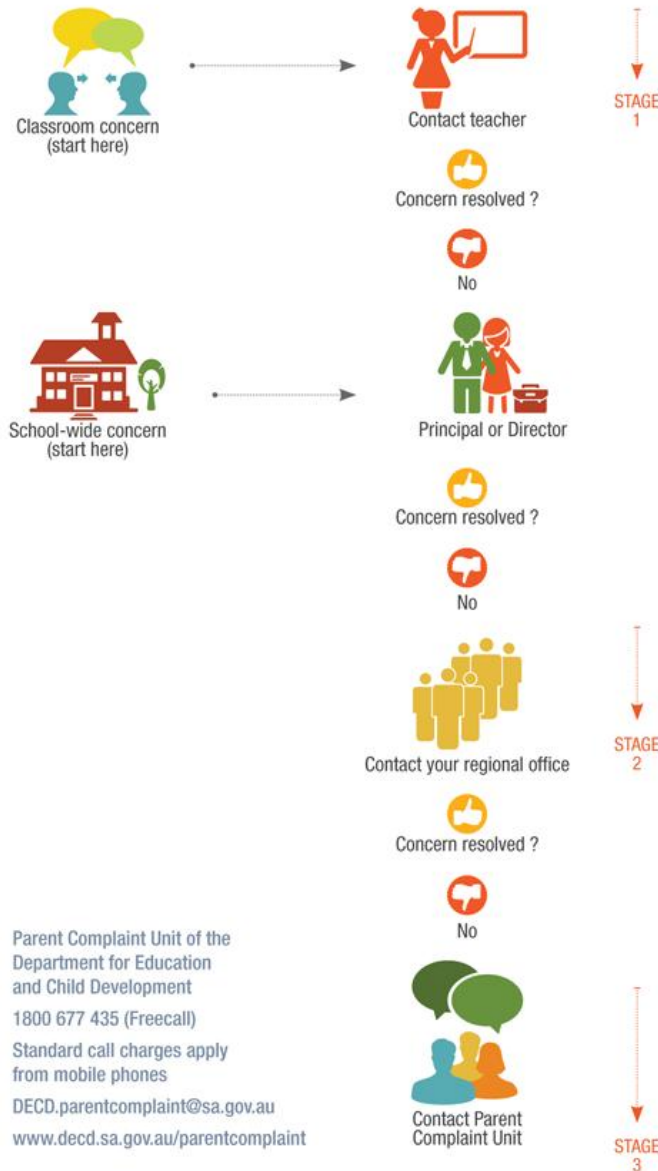 Classroom concern
(start here)
Contact teacher
STAGE
1
Concern resolved ?
No
School-wide concern
(start here)
Principal or Director
Concern resolved ?
No
Contact your regional office
STAGE
2
Concern resolved ?
No
Parent Complaint Unit of the
Department for Education
and Child Development
1800 677 435 (Freecall)
Standard call charges apply
from mobile phones
DECD.parentcomplaint@sa.gov.au
www.decd.sa.gov.au/parentcomplaint
Contact Parent
Complaint Unit
STAGE
3